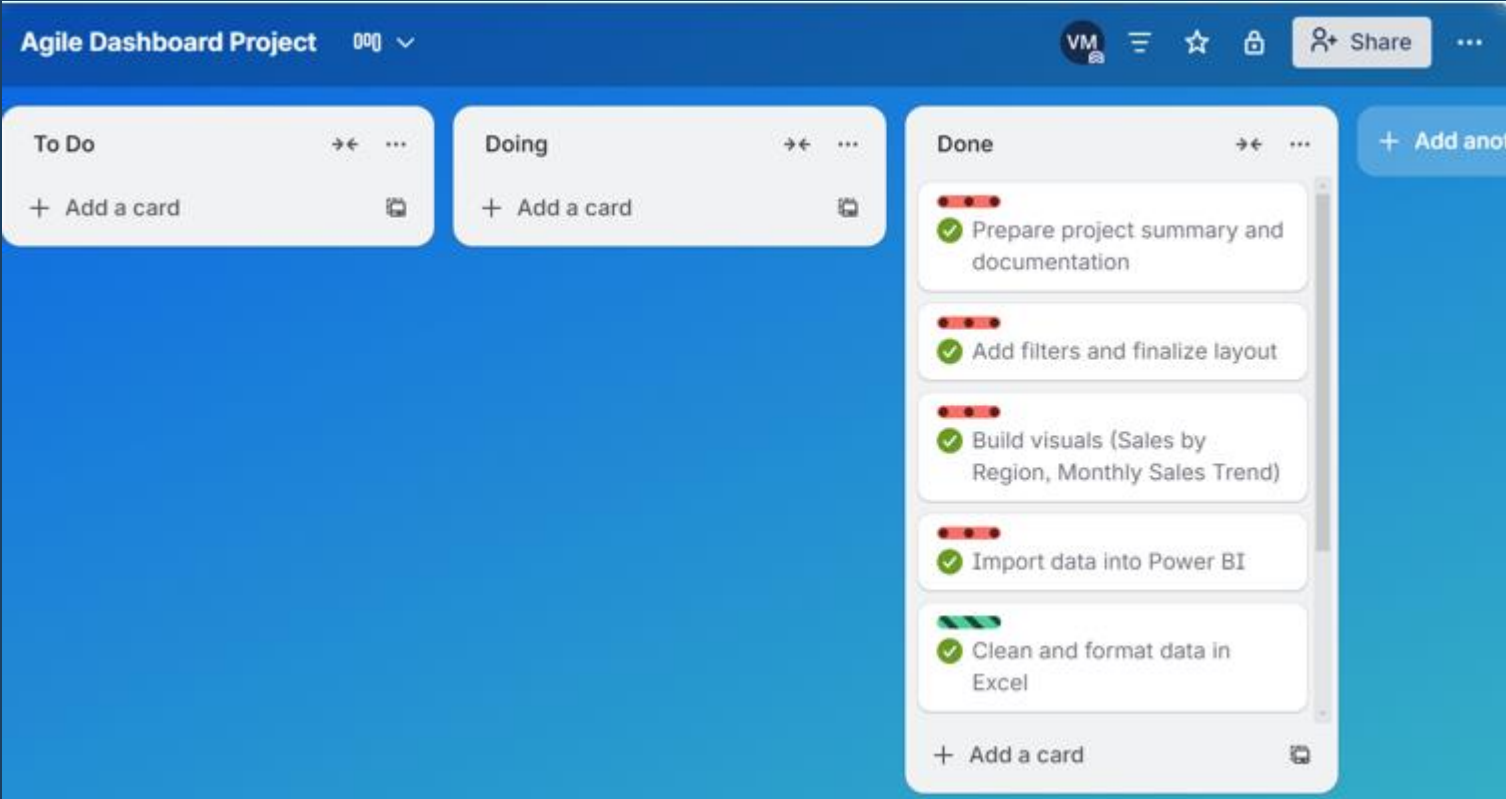 Agile Dashboard Project
VM
Share
To Do
Add a card
Doing
Add a card
Done
Prepare project summary and
documentation
Add filters and finalize layout
Build visuals (Sales by
Region, Monthly Sales Trend)
Import data into Power BI
Clean and format data in
Excel
Add a card
+ Add ano